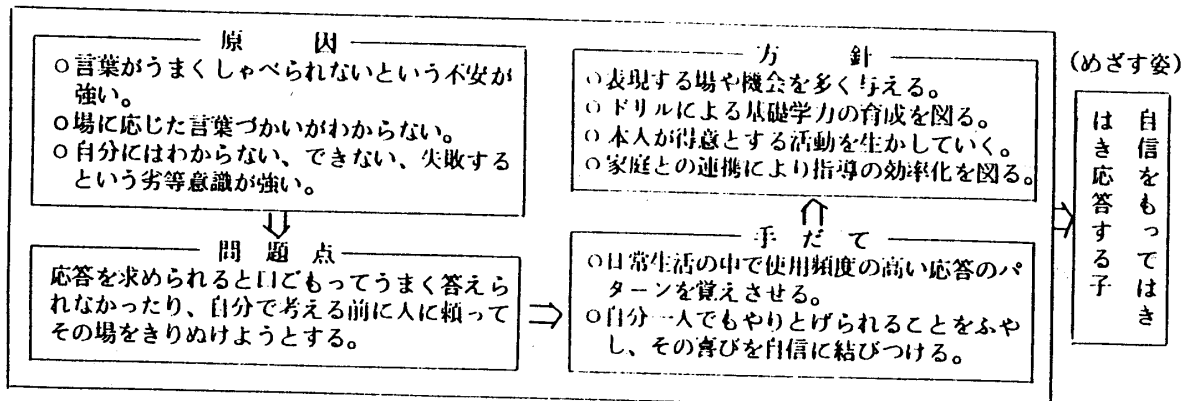 原因
○言葉がうまくしゃべられないという不安が
強い。
○場に応じた言葉づかいがわからない。
○自分にはわからない、できない、失敗する
という劣等意識が強い。
問題点
応答を求められると口ごもってうまく答えら
れなかったり、自分で考える前に人に頼って
その場をきりぬけようとする。
手だて
○日常生活の中で使用頻度の高い応答のパ
ターンを覚えさせる。
○自分一人でもやりとげられることをふや
し、その喜びを自信に結びつける。
方針
○表現する場や機会を多く与える。
○ドリルによる基礎学力の育成を図る。
○本人が得意とする活動を生かしていく。
○家庭との連携により指導の効率化を図る。
(めざす姿)
自信をもってはき
はき応答する子